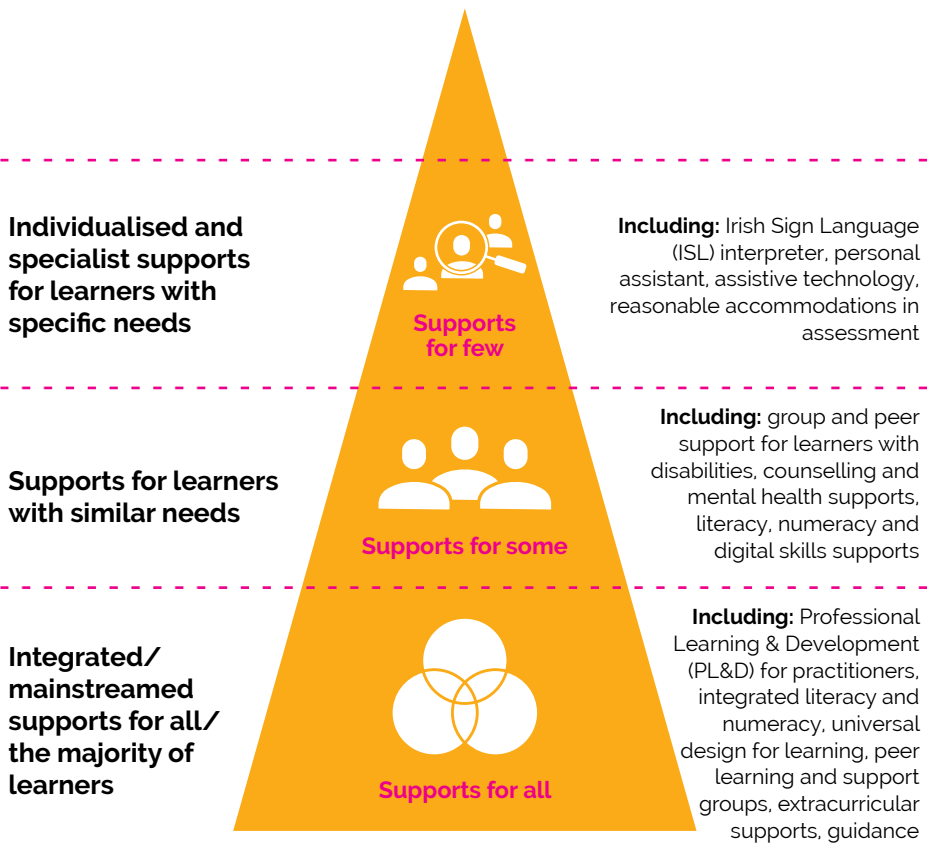 Individualised and
specialist supports
for learners with
specific needs
Supports
for few
Including: Irish Sign Language
(ISL) interpreter, personal
assistant, assistive technology,
reasonable accommodations in
assessment
Supports for learners
with similar needs
Supports for some
Including: group and peer
support for learners with
disabilities, counselling and
mental health supports,
literacy, numeracy and
digital skills supports
Integrated/
mainstreamed
supports for all/
the majority of
learners
Supports for all
Including: Professional
Learning & Development
(PL&D) for practitioners,
integrated literacy and
numeracy, universal
design for learning, peer
learning and support
groups, extracurricular
supports, guidance